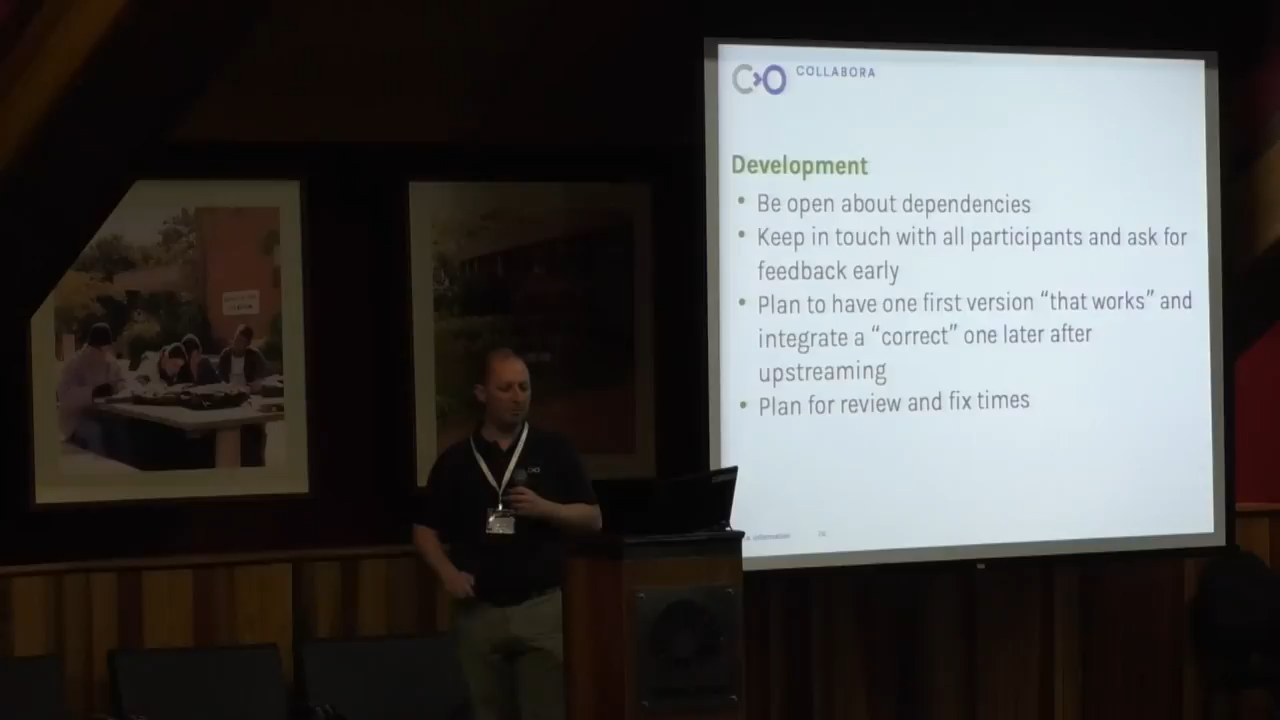 COLLABORA
Development
• Be open about dependencies
• Keep in touch with all participants and ask for
feedback early
• Plan to have one first version “that works” and
integrate a “correct” one later after
upstreaming
• Plan for review and fix times